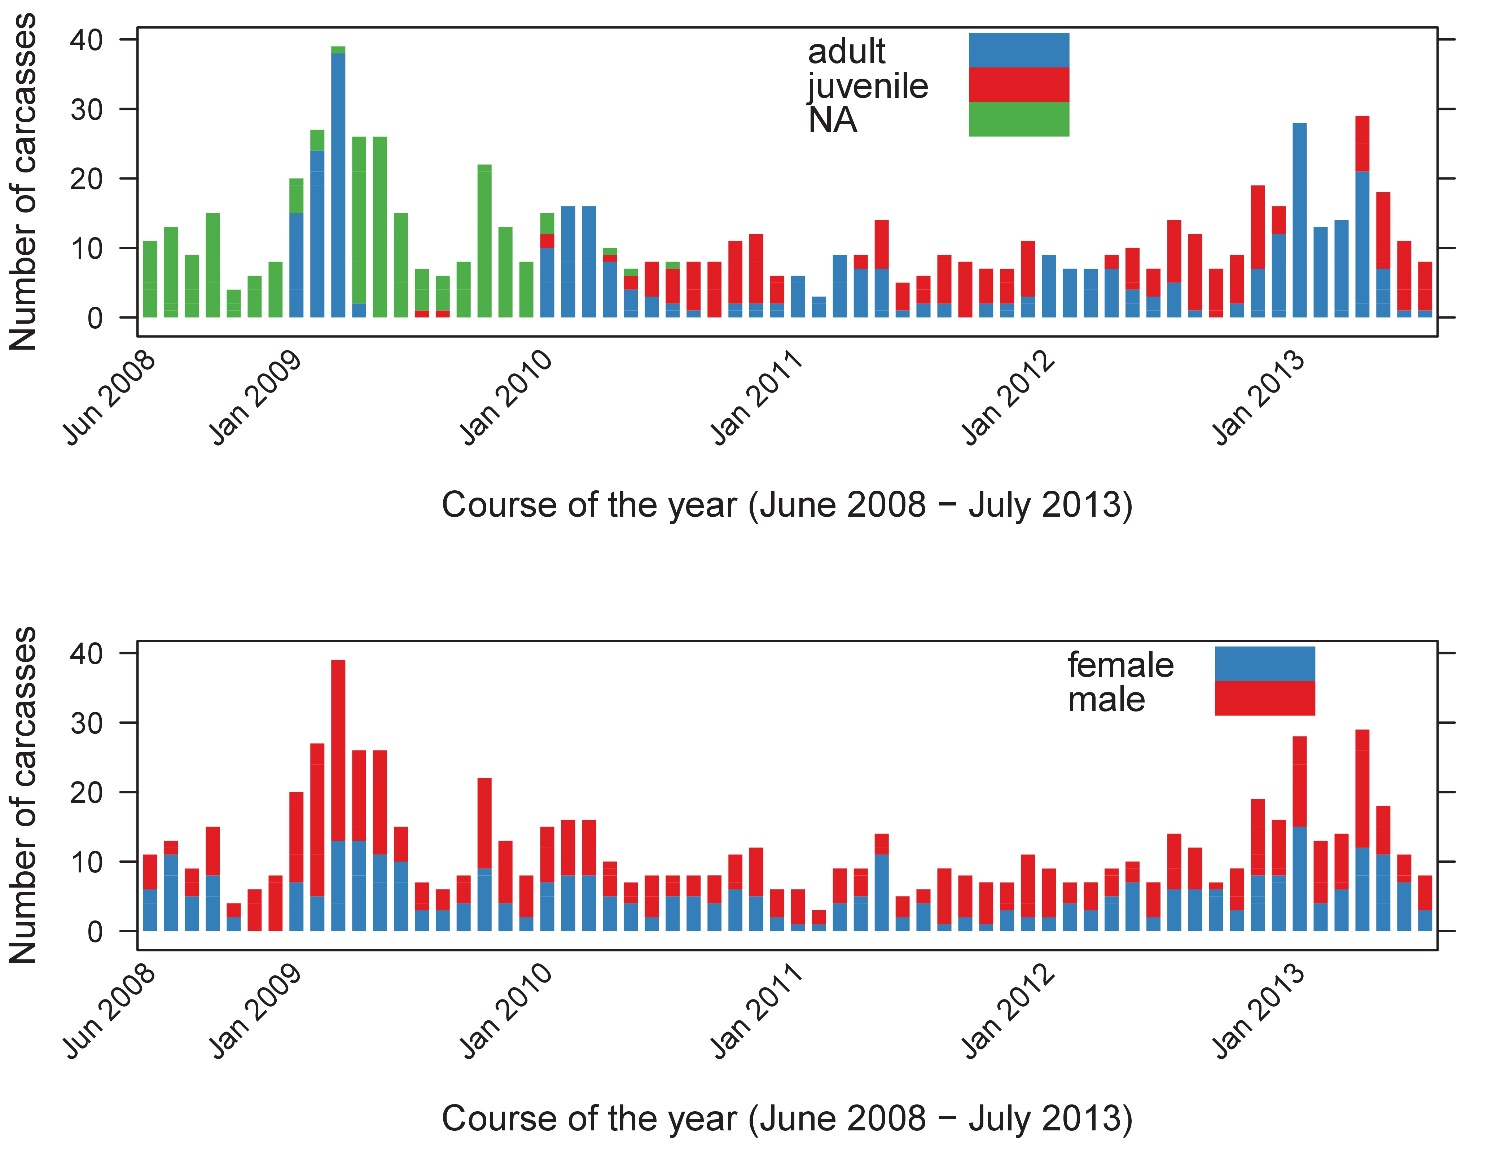 Number of carcasses
40
30
20
10
0
adult
juvenile
NA
Jun 2008
Jan 2009
Jan 2010
Jan 2011
Jan 2012
Jan 2013
Course of the year (June 2008 − July 2013)
Number of carcasses
40
30
20
10
0
female
male
Jun 2008
Jan 2009
Jan 2010
Jan 2011
Jan 2012
Jan 2013
Course of the year (June 2008 − July 2013)